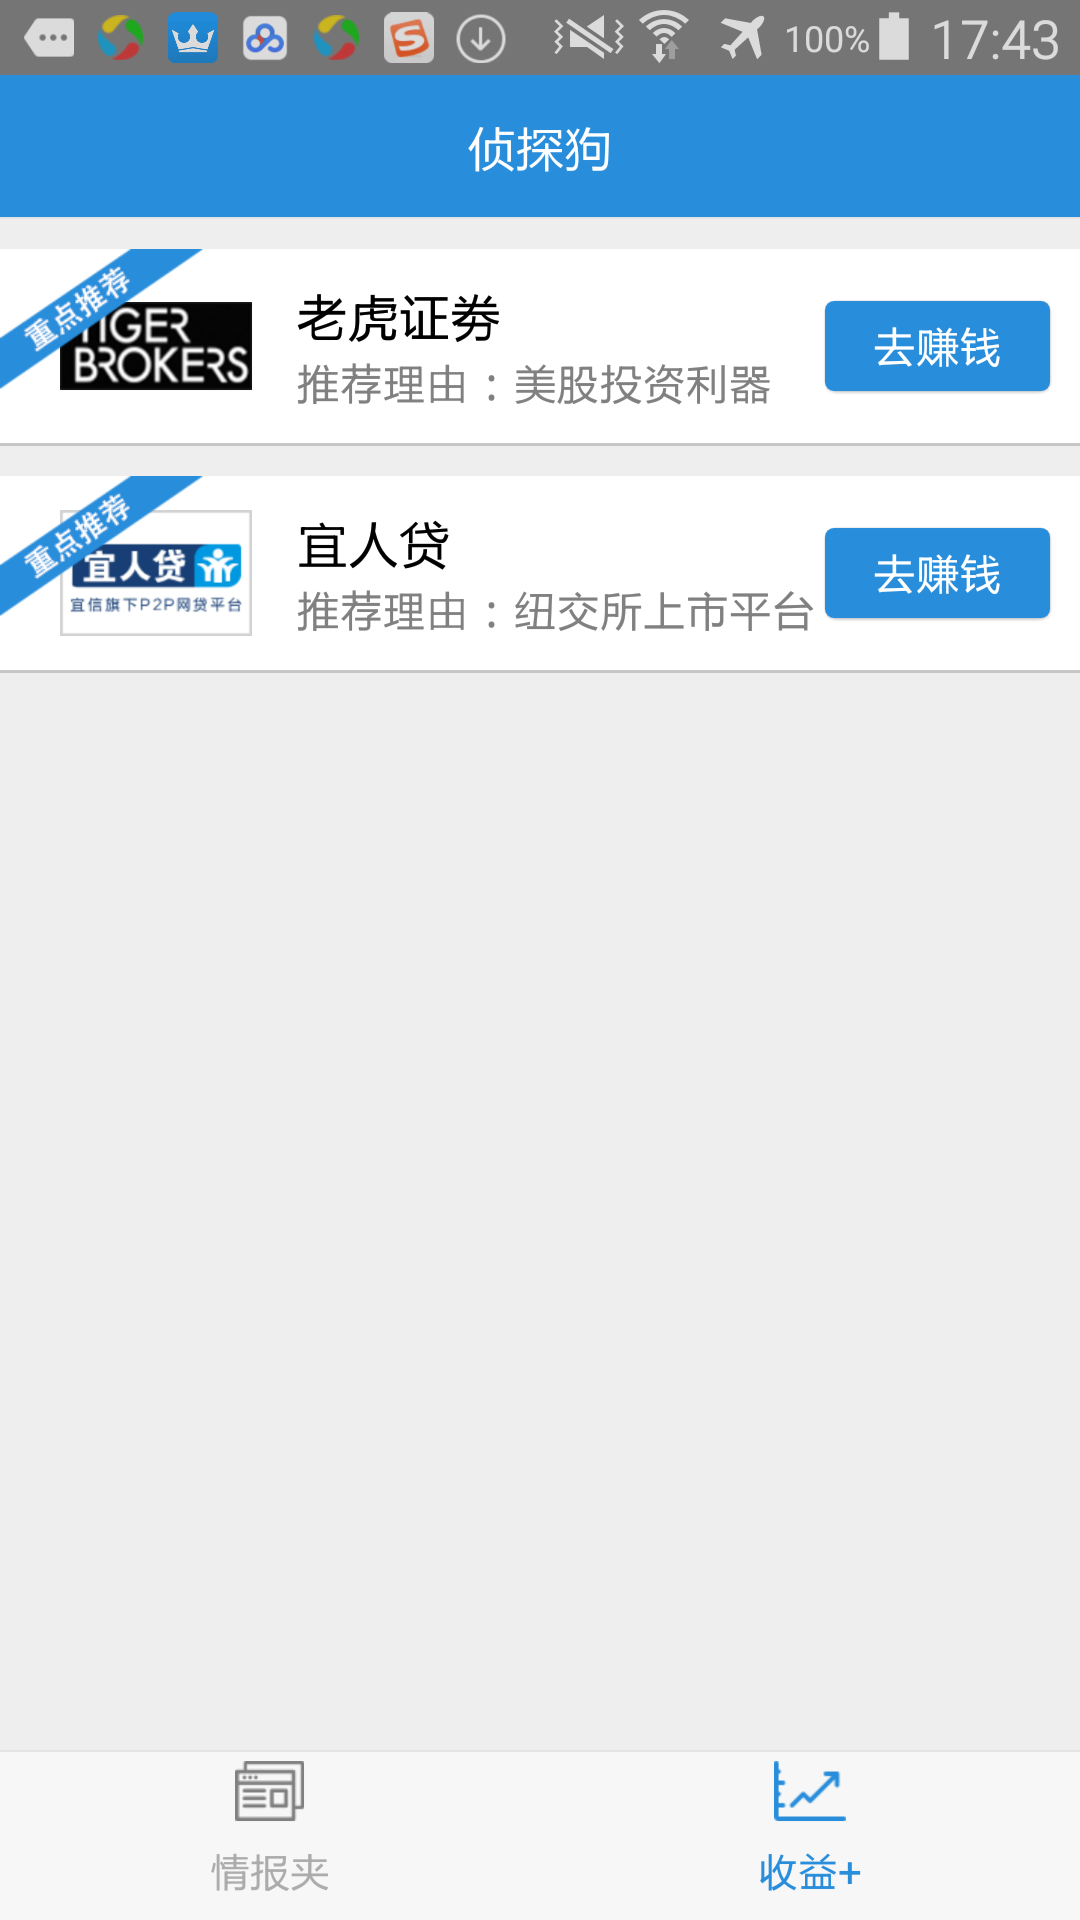 100% 17:43
侦探狗
重点推荐
TIGER
BROKERS
老虎证券
推荐理由：美股投资利器
去赚钱
重点推荐
宜人贷
宜信旗下P2P网贷平台
宜人贷
推荐理由：纽交所上市平台
去赚钱
情报夹
收益+